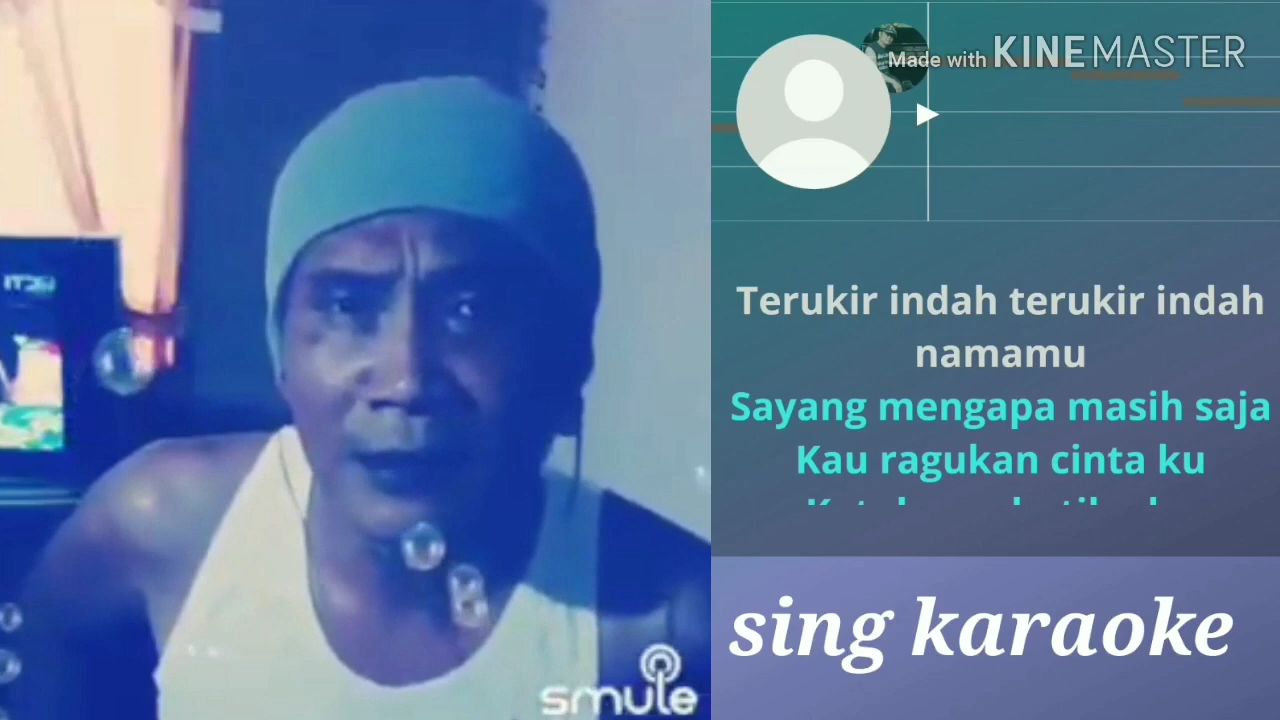 Made with KINEMASTER
Terukir indah terukir indah
namamu
Sayang mengapa masih saja
Kau ragukan cinta ku
sing karaoke
smule